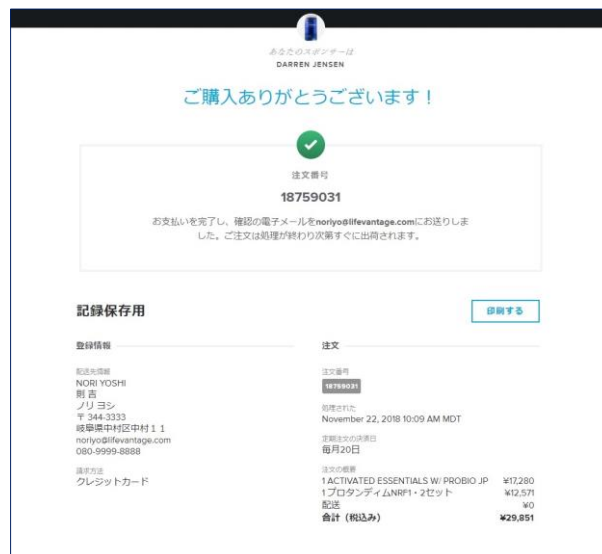 あなたのスポンサーは
DARREN JENSEN
ご購入ありがとうございます！
注文番号
18759031
お支払いを完了し、確認の電子メールをnoriyo@lifevantage.comにお送りしま
した。ご注文は処理が終わり次第すぐに出荷されます。
記録保存用
印刷する
登録情報
配送先情報
NORI YOSHI
則 吉
ノリ ヨシ
〒 344-3333
岐阜県中村区中村１１
noriyo@lifevantage.com
080-9999-8888
請求方法
クレジットカード
注文
注文番号
18759031
処理された
November 22, 2018 10:09 AM MDT
定期注文の決済日
毎月20日
注文の概要
1 ACTIVATED ESSENTIALS W/ PROBIO JP ¥17,280
1 プロタンディムNRF1・2セット ¥12,571
配送 ¥0
合計（税込み） ¥29,851